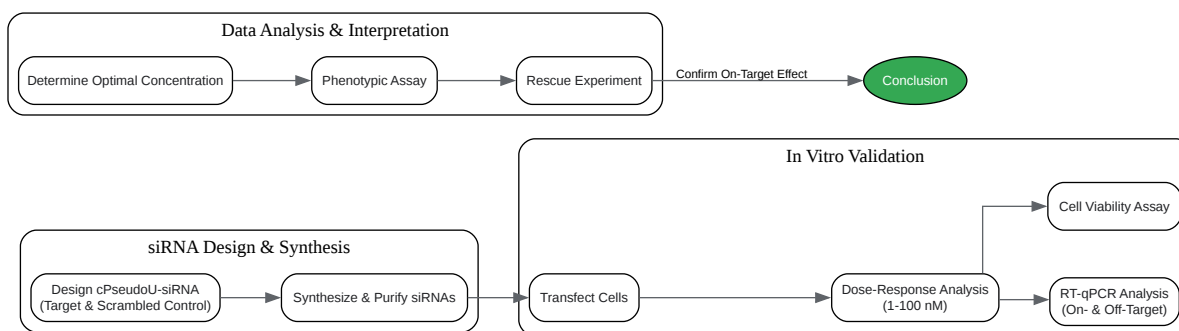 Data Analysis & Interpretation
Determine Optimal Concentration
Phenotypic Assay
Rescue Experiment
Confirm On-Target Effect
Conclusion
In Vitro Validation
Cell Viability Assay
siRNA Design & Synthesis
Design cPseudoU-siRNA
(Target & Scrambled Control)
Synthesize & Purify siRNAs
Transfect Cells
Dose-Response Analysis
(1-100 nM)
RT-qPCR Analysis
(On- & Off-Target)